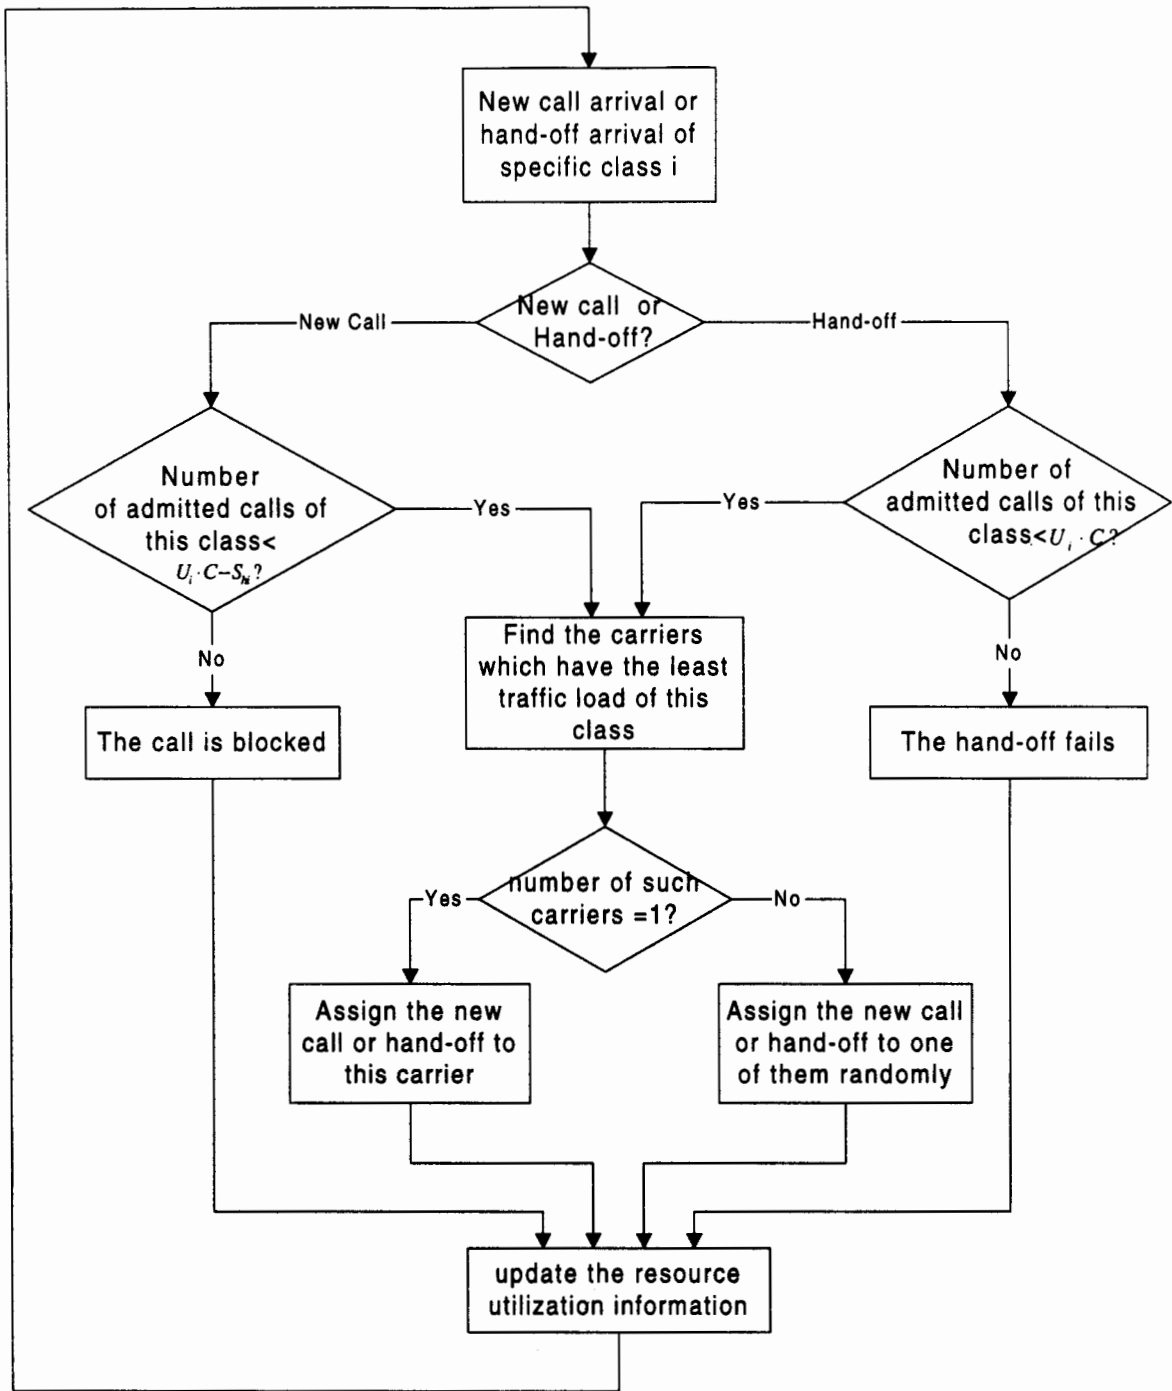 New call arrival or
hand-off arrival of
specific class i
New call or
Hand-off?
New Call
Hand-off
Number
of admitted calls of
this class<
U_i · C−S_hi?
Number of
admitted calls of this
class<U_i · C?
Yes
Yes
No
No
Find the carriers
which have the least
traffic load of this
class
The call is blocked
The hand-off fails
number of such
carriers =1?
Yes
No
Assign the new
call or hand-off to
this carrier
Assign the new call
or hand-off to one
of them randomly
update the resource
utilization information